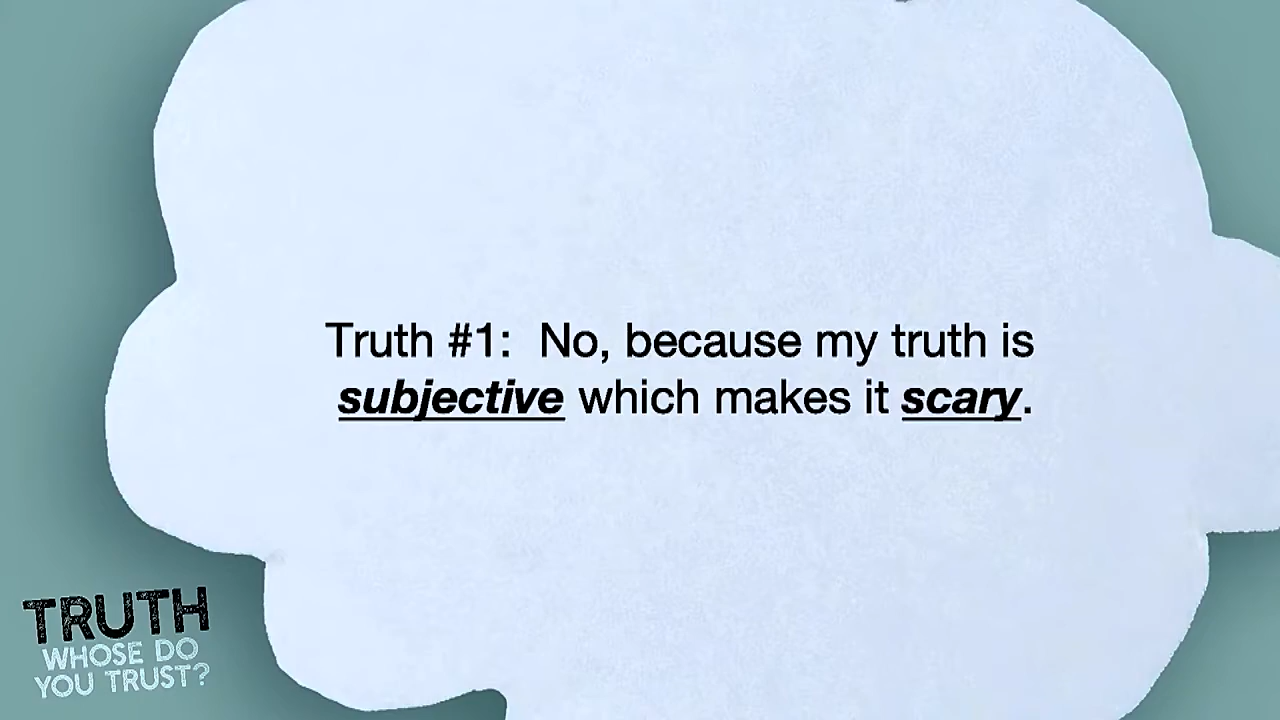 Truth #1:  No, because my truth is
subjective which makes it scary.
TRUTH
WHOSE DO
YOU TRUST?